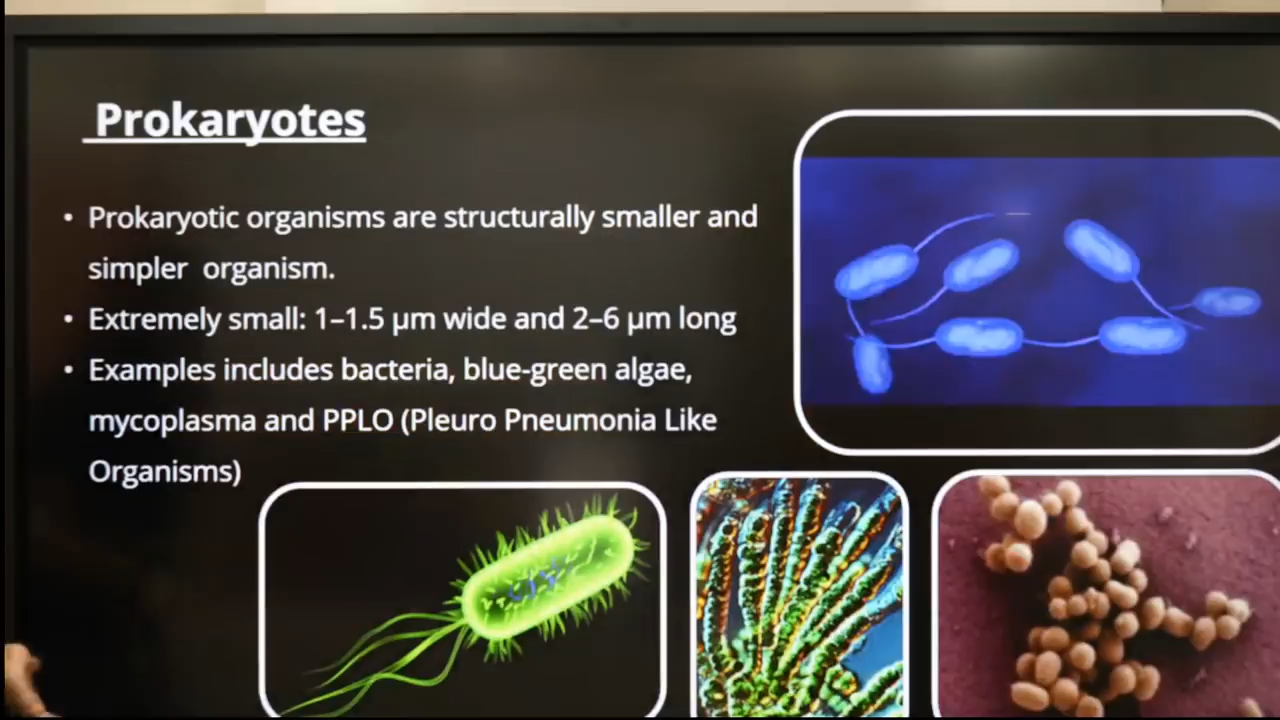 Prokaryotes
• Prokaryotic organisms are structurally smaller and
simpler organism.
• Extremely small: 1–1.5 µm wide and 2–6 µm long
• Examples includes bacteria, blue-green algae,
mycoplasma and PPLO (Pleuro Pneumonia Like
Organisms)